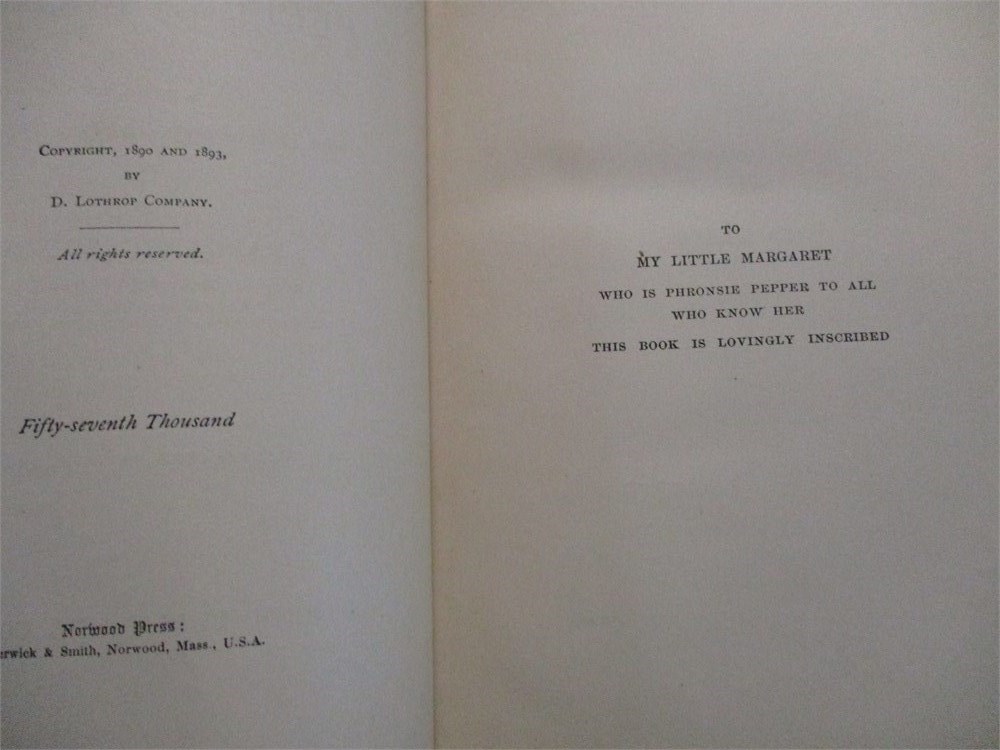 COPYRIGHT, 1890 AND 1893,
BY
D. LOTHROP COMPANY.
All rights reserved.
Fifty-seventh Thousand
Norwood Press:
& Smith, Norwood, Mass., U.S.A.
TO
MY LITTLE MARGARET
WHO IS PHRONSIE PEPPER TO ALL
WHO KNOW HER
THIS BOOK IS LOVINGLY INSCRIBED